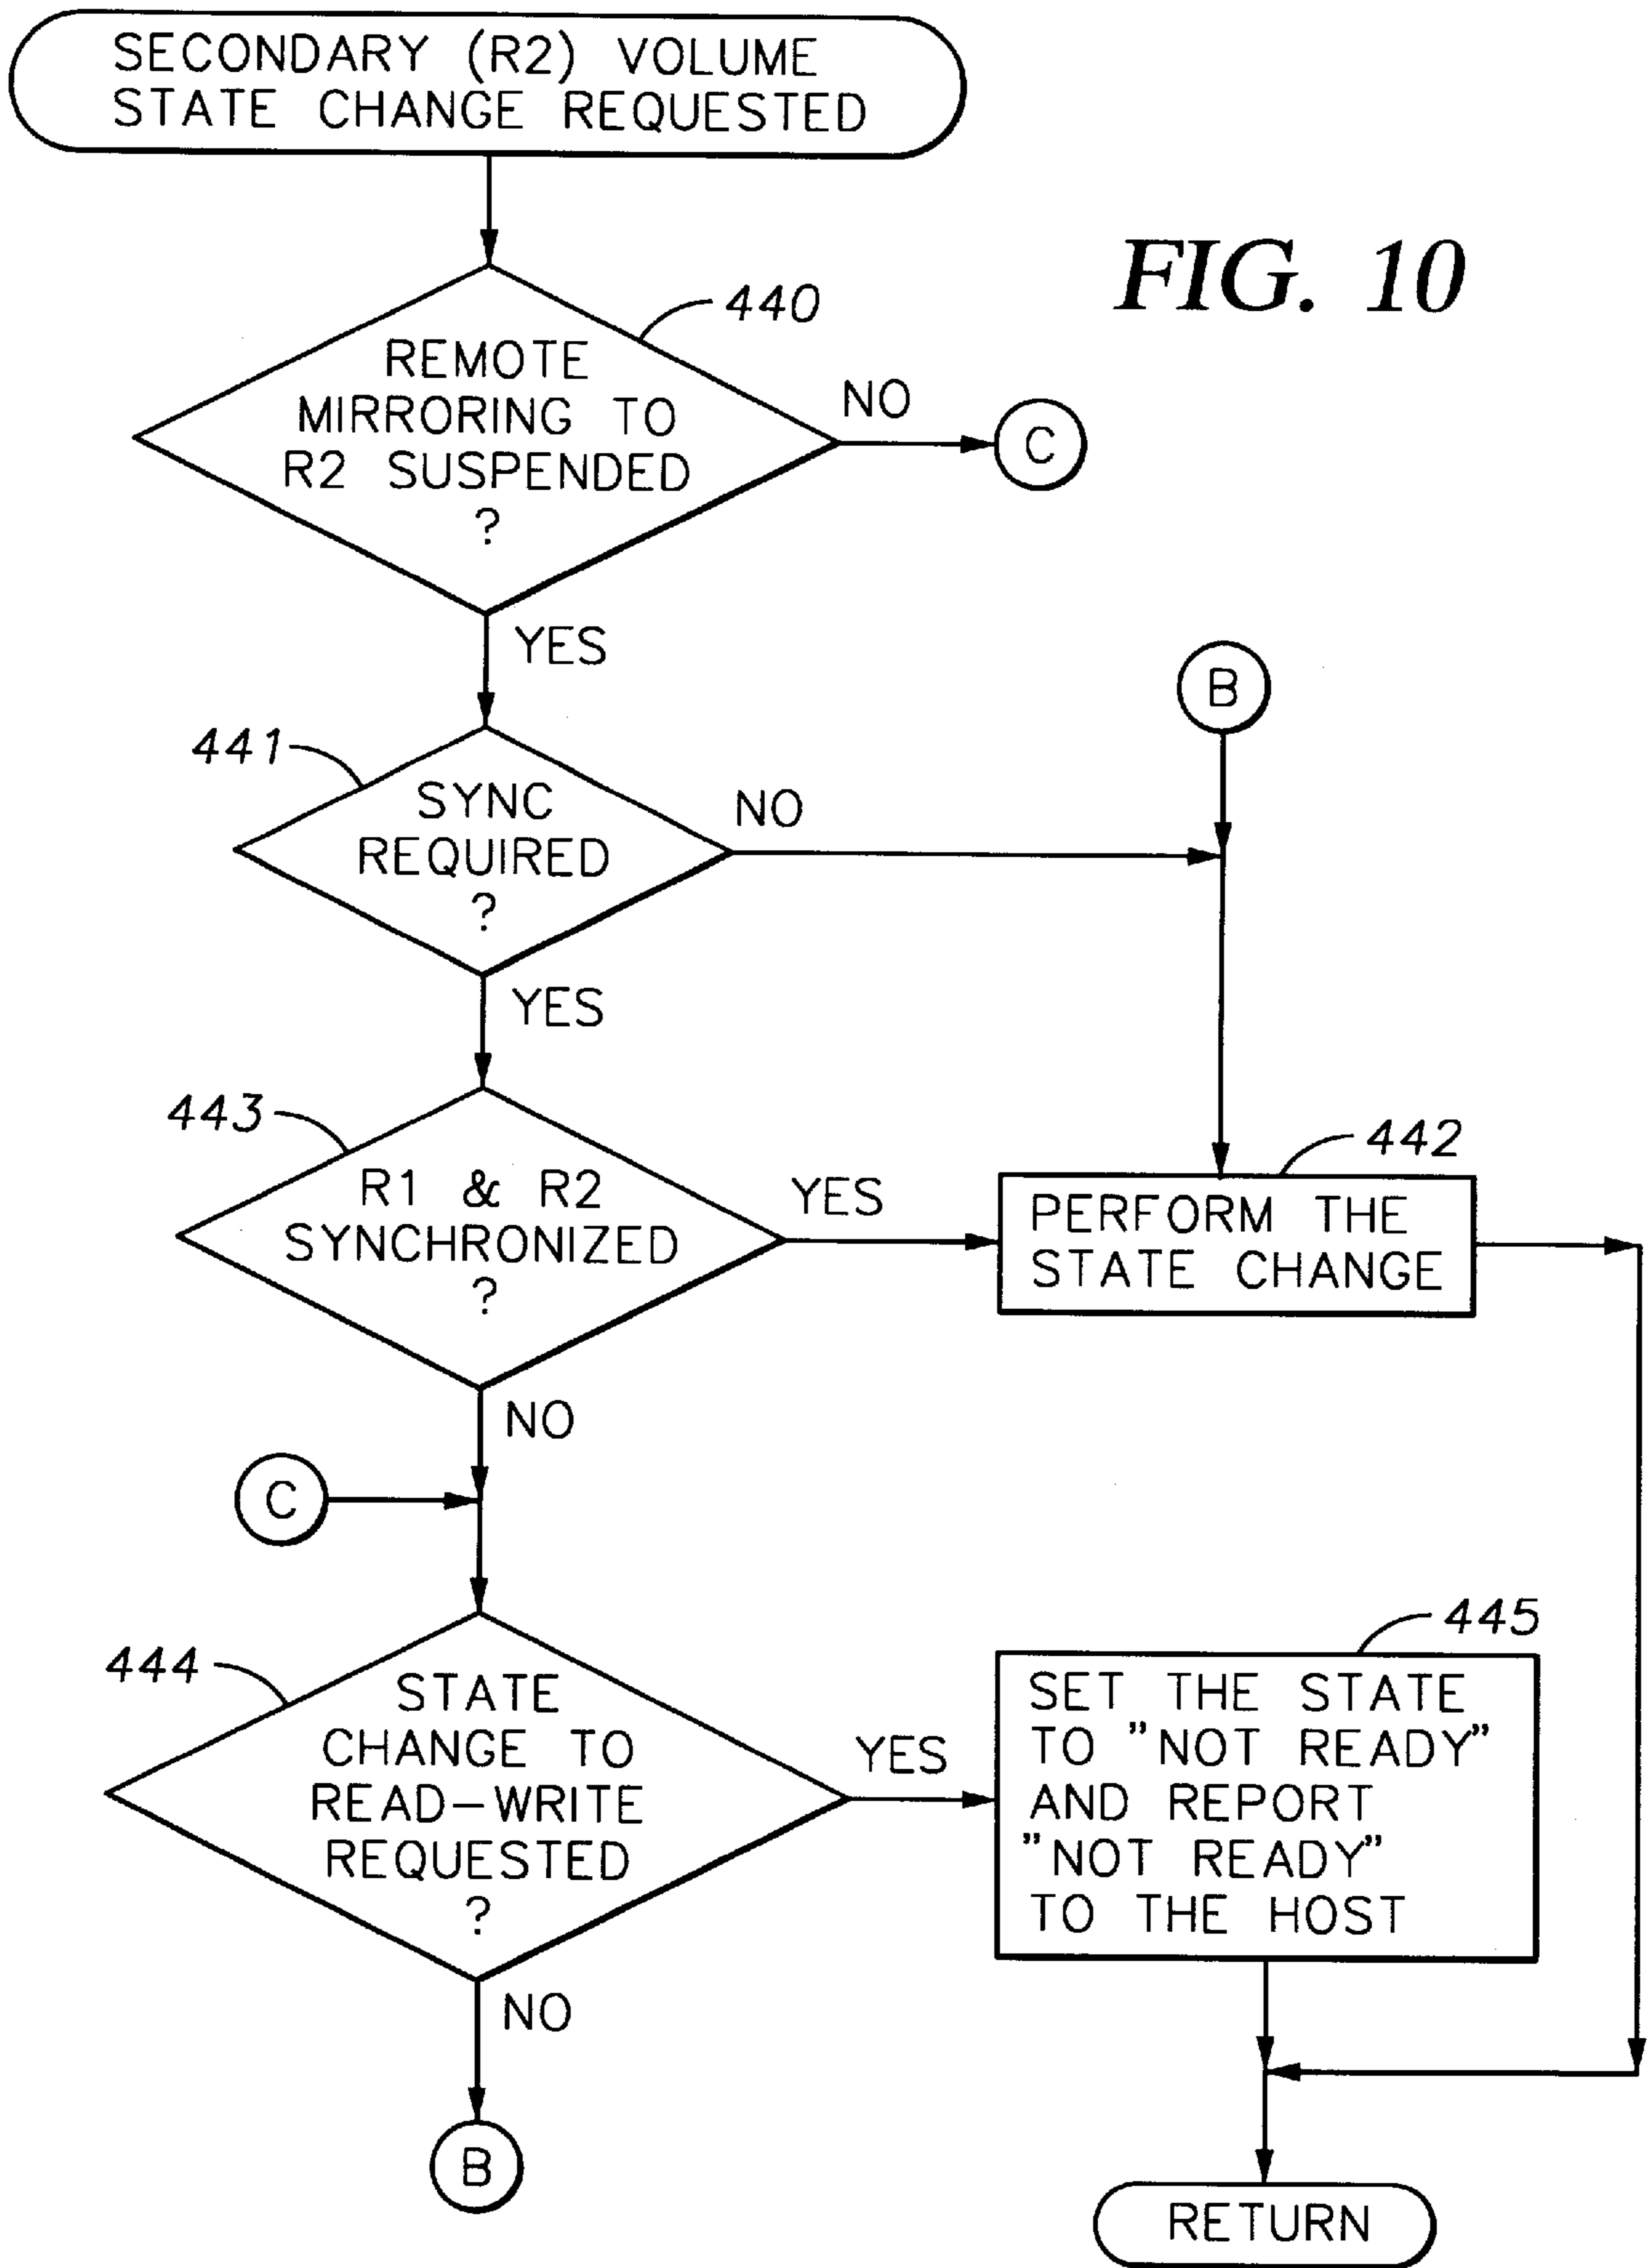 SECONDARY (R2) VOLUME
STATE CHANGE REQUESTED
FIG. 10
440
REMOTE
MIRRORING TO
R2 SUSPENDED
?
NO
C
YES
B
441
SYNC
REQUIRED
?
NO
YES
443
R1 & R2
SYNCHRONIZED
?
YES
442
PERFORM THE
STATE CHANGE
NO
C
444
STATE
CHANGE TO
READ-WRITE
REQUESTED
?
YES
445
SET THE STATE
TO "NOT READY"
AND REPORT
"NOT READY"
TO THE HOST
NO
B
RETURN